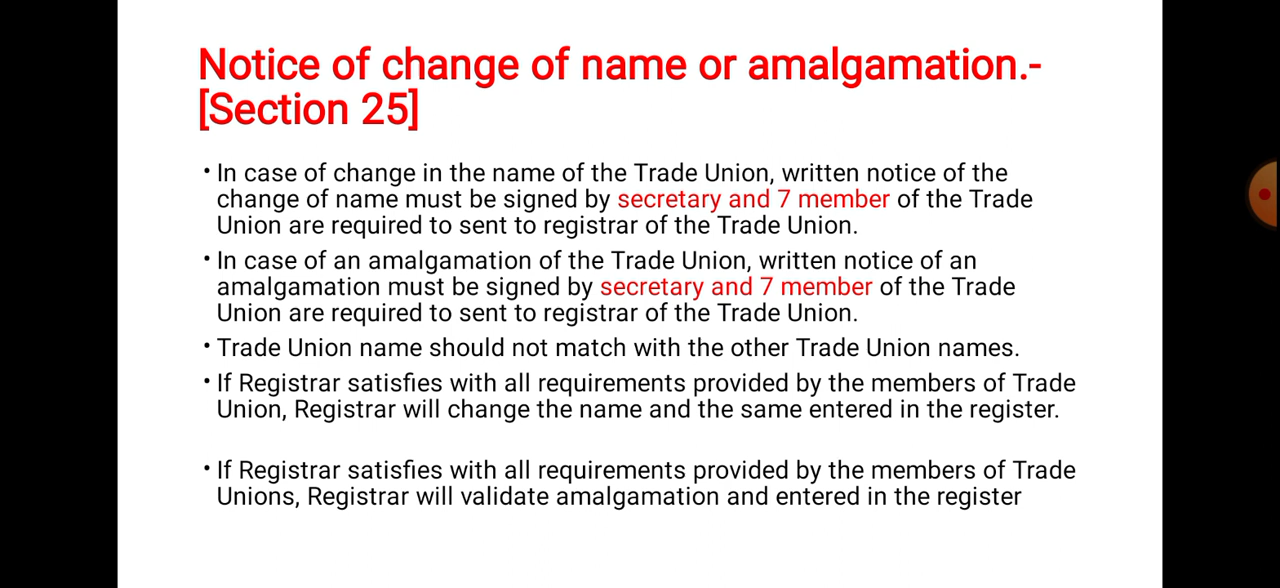 Notice of change of name or amalgamation.-
[Section 25]
• In case of change in the name of the Trade Union, written notice of the
change of name must be signed by secretary and 7 member of the Trade
Union are required to sent to registrar of the Trade Union.
• In case of an amalgamation of the Trade Union, written notice of an
amalgamation must be signed by secretary and 7 member of the Trade
Union are required to sent to registrar of the Trade Union.
• Trade Union name should not match with the other Trade Union names.
• If Registrar satisfies with all requirements provided by the members of Trade
Union, Registrar will change the name and the same entered in the register.
• If Registrar satisfies with all requirements provided by the members of Trade
Unions, Registrar will validate amalgamation and entered in the register